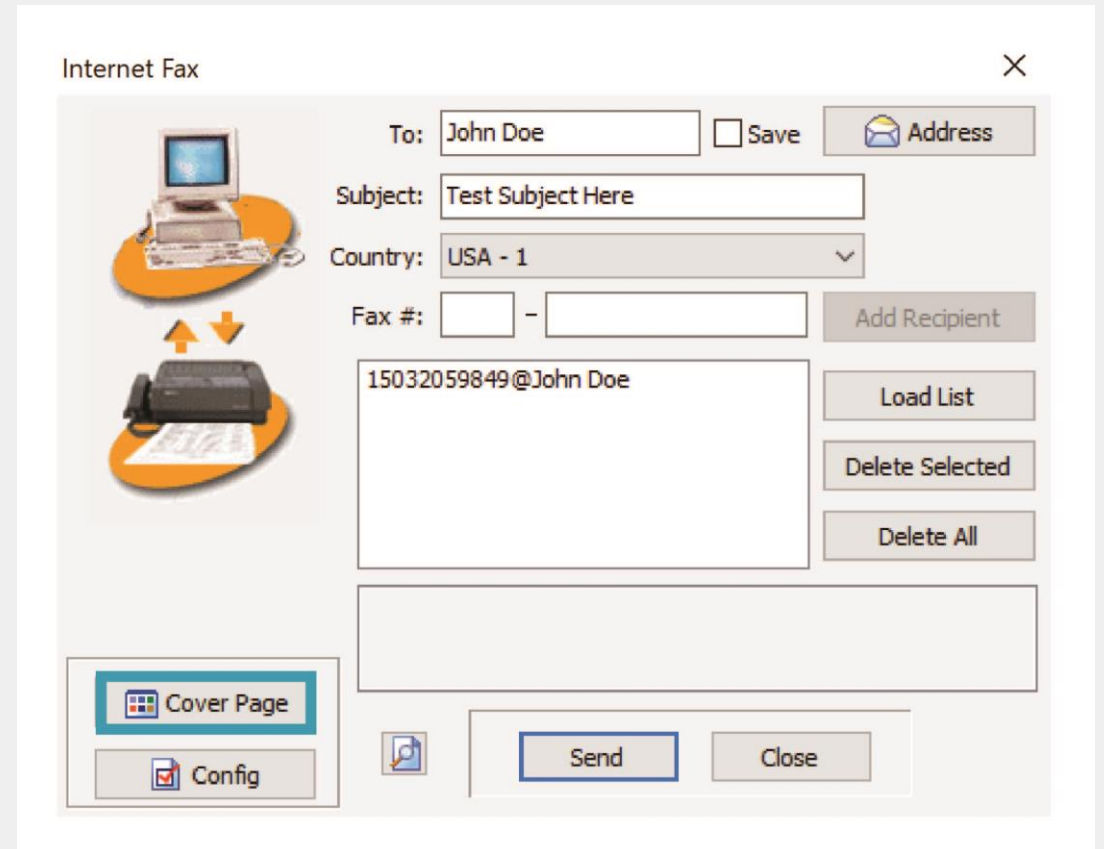 Internet Fax
To: John Doe Save Address
Subject: Test Subject Here
Country: USA - 1
Fax #: - Add Recipient
15032059849@John Doe
Load List
Delete Selected
Delete All
Cover Page
Send Close
Config